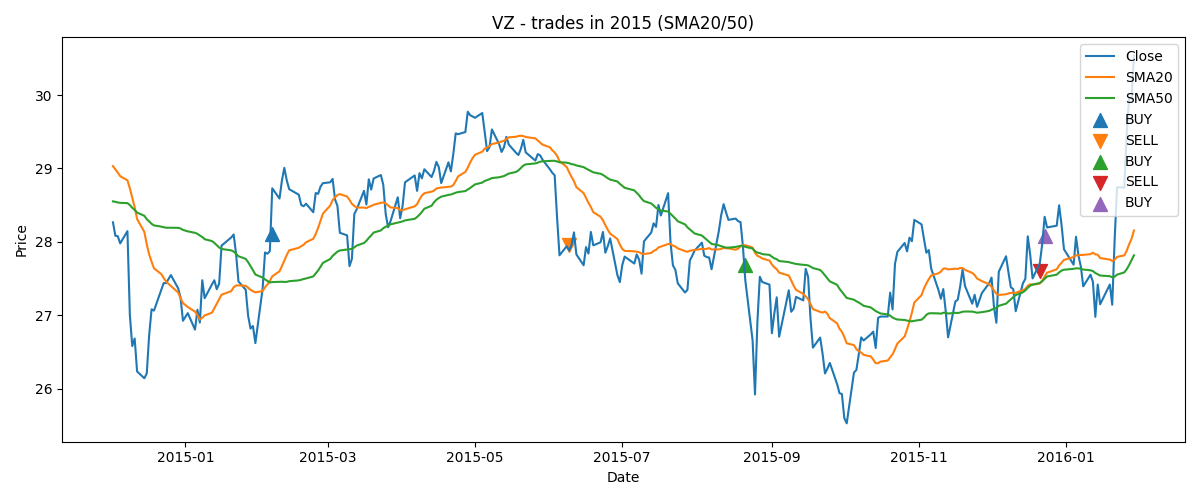 VZ - trades in 2015 (SMA20/50)
Close
SMA20
SMA50
BUY
SELL
BUY
SELL
BUY
Price
30
29
28
27
26
2015-01
2015-03
2015-05
2015-07
2015-09
2015-11
2016-01
Date